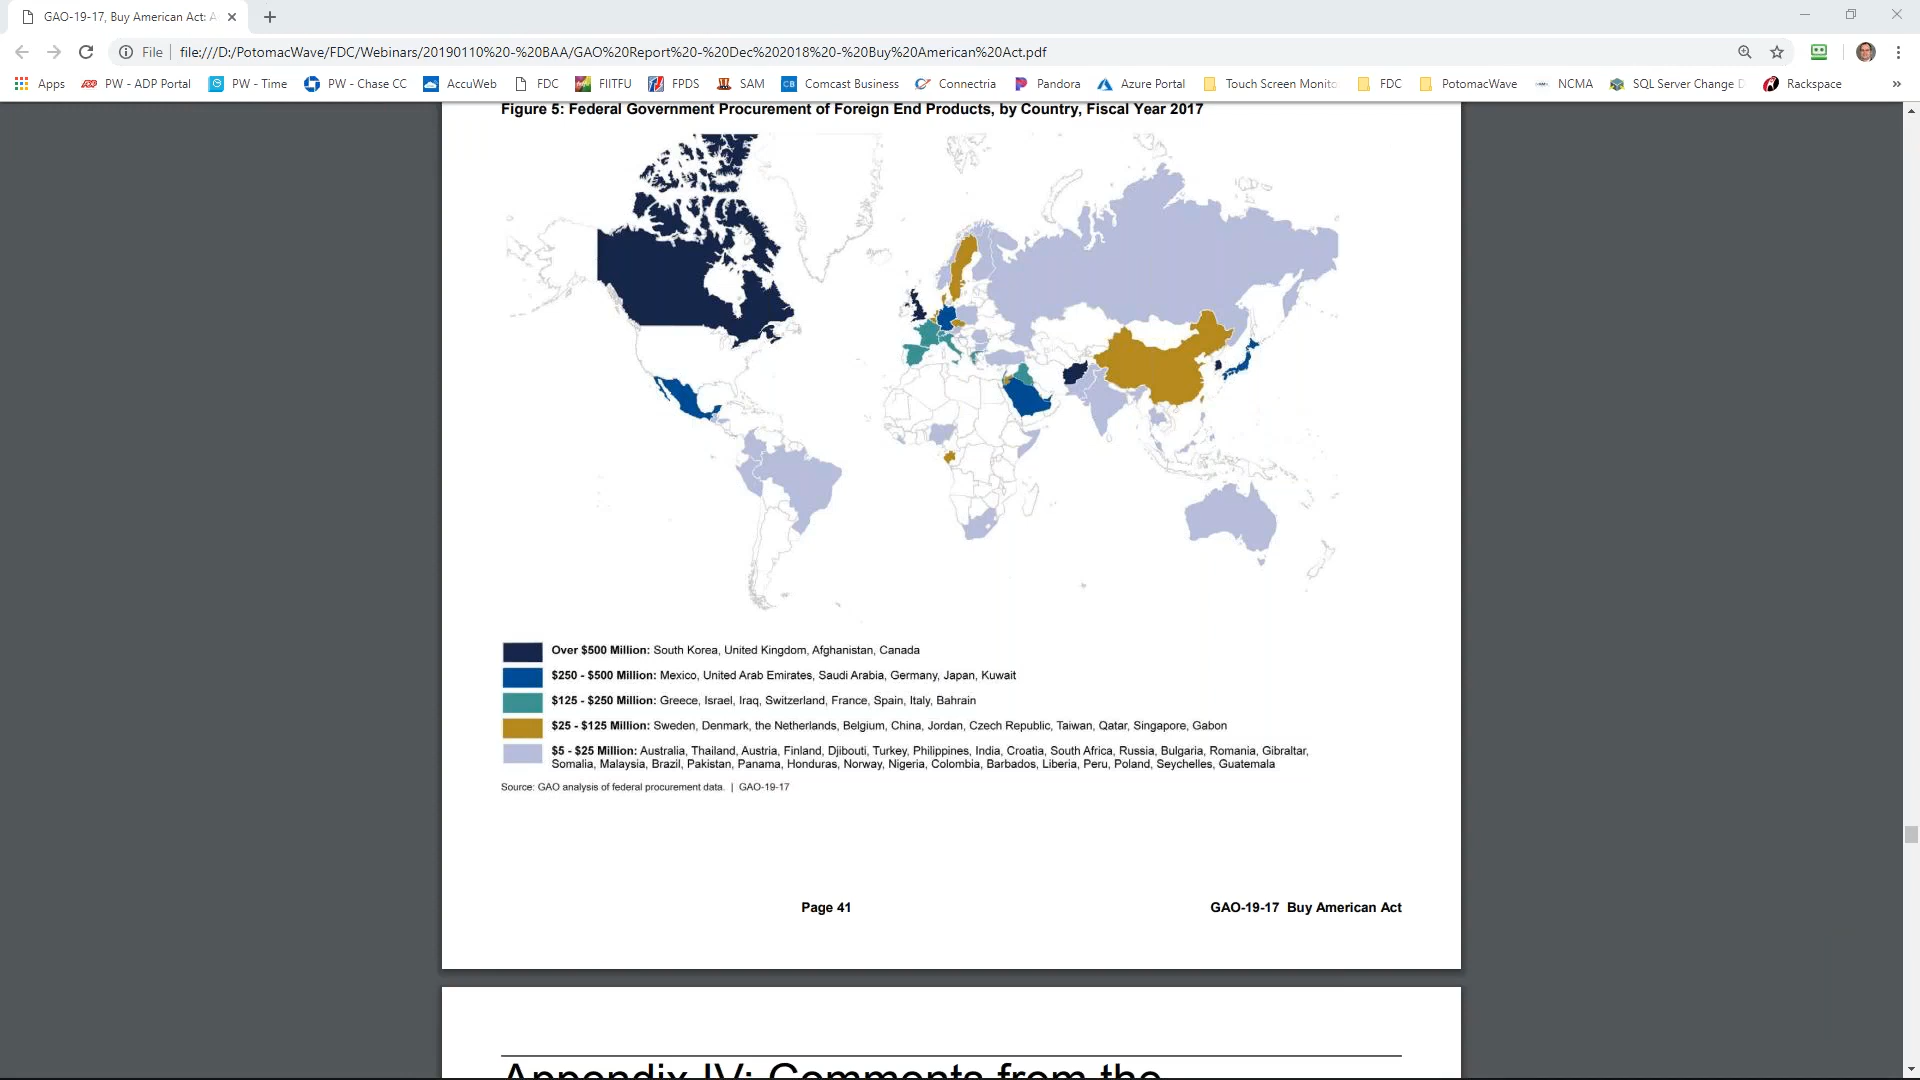 GAO-19-17, Buy American Act: A
File
file:///D:/PotomacWave/FDC/Webinars/20190110%20-%20BAA/GAO%20Report%20-%20Dec%202018%20-%20Buy%20American%20Act.pdf
Apps PW - ADP Portal PW - Time PW - Chase CC AccuWeb FDC FIITFU FPDS SAM Comcast Business Connectria Pandora Azure Portal Touch Screen Monito FDC PotomacWave NCMA SQL Server Change D Rackspace »
Figure 5: Federal Government Procurement of Foreign End Products, by Country, Fiscal Year 2017
Over $500 Million: South Korea, United Kingdom, Afghanistan, Canada
$250 - $500 Million: Mexico, United Arab Emirates, Saudi Arabia, Germany, Japan, Kuwait
$125 - $250 Million: Greece, Israel, Iraq, Switzerland, France, Spain, Italy, Bahrain
$25 - $125 Million: Sweden, Denmark, the Netherlands, Belgium, China, Jordan, Czech Republic, Taiwan, Qatar, Singapore, Gabon
$5 - $25 Million: Australia, Thailand, Austria, Finland, Djibouti, Turkey, Philippines, India, Croatia, South Africa, Russia, Bulgaria, Romania, Gibraltar,
Somalia, Malaysia, Brazil, Pakistan, Panama, Honduras, Norway, Nigeria, Colombia, Barbados, Liberia, Peru, Poland, Seychelles, Guatemala
Source: GAO analysis of federal procurement data. | GAO-19-17
Page 41
GAO-19-17 Buy American Act
Appendix IV: Comments from the